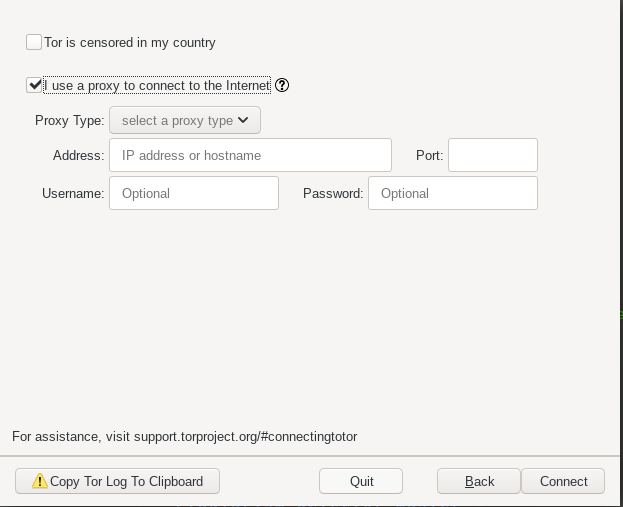 Tor is censored in my country
I use a proxy to connect to the Internet ?
Proxy Type: select a proxy type
Address: IP address or hostname Port:
Username: Optional Password: Optional
For assistance, visit support.torproject.org/#connectingtotor
Copy Tor Log To Clipboard Quit Back Connect